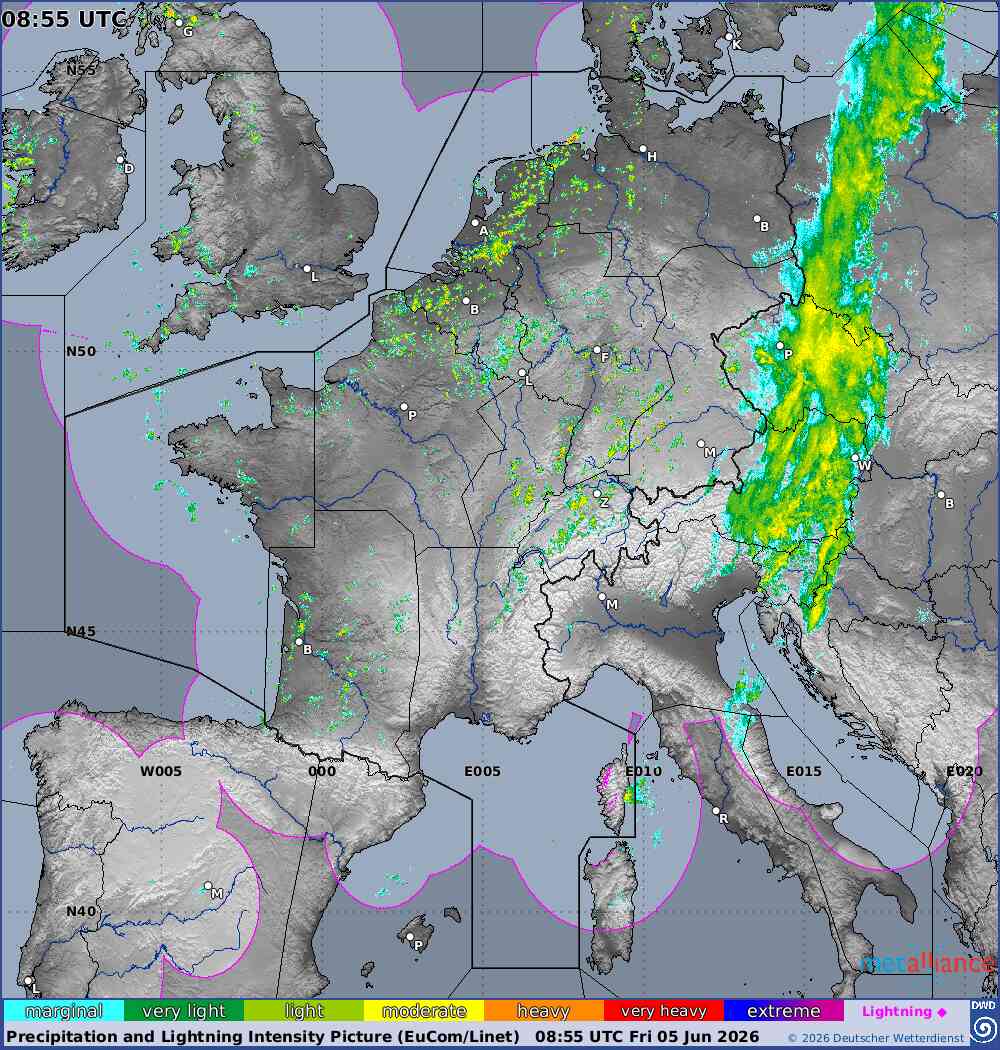 08:55 UTC
G
K
N55
H
D
A
B
L
B
N50
P
F
L
P
M
W
Z
B
M
N45
B
W005
000
E005
E010
E015
E020
R
M
N40
P
L
metalliance
marginal very light light moderate heavy very heavy extreme Lightning ◆
DWD
Precipitation and Lightning Intensity Picture (EuCom/Linet) 08:55 UTC Fri 05 Jun 2026 © 2026 Deutscher Wetterdienst